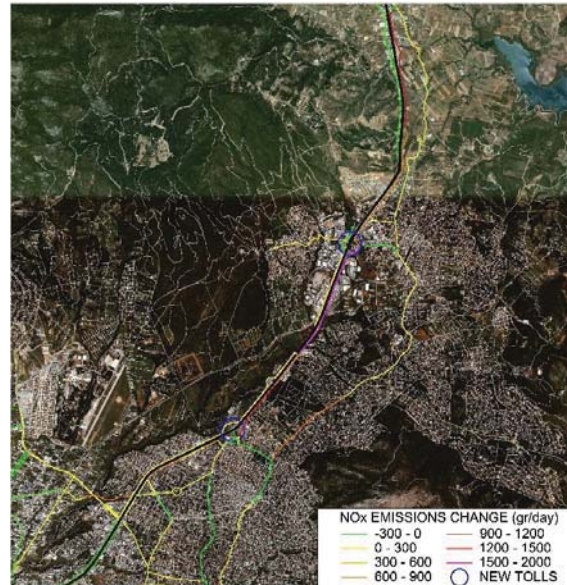 NOx EMISSIONS CHANGE (gr/day)
-300 - 0 900 - 1200
0 - 300 1200 - 1500
300 - 600 1500 - 2000
600 - 900 NEW TOLLS